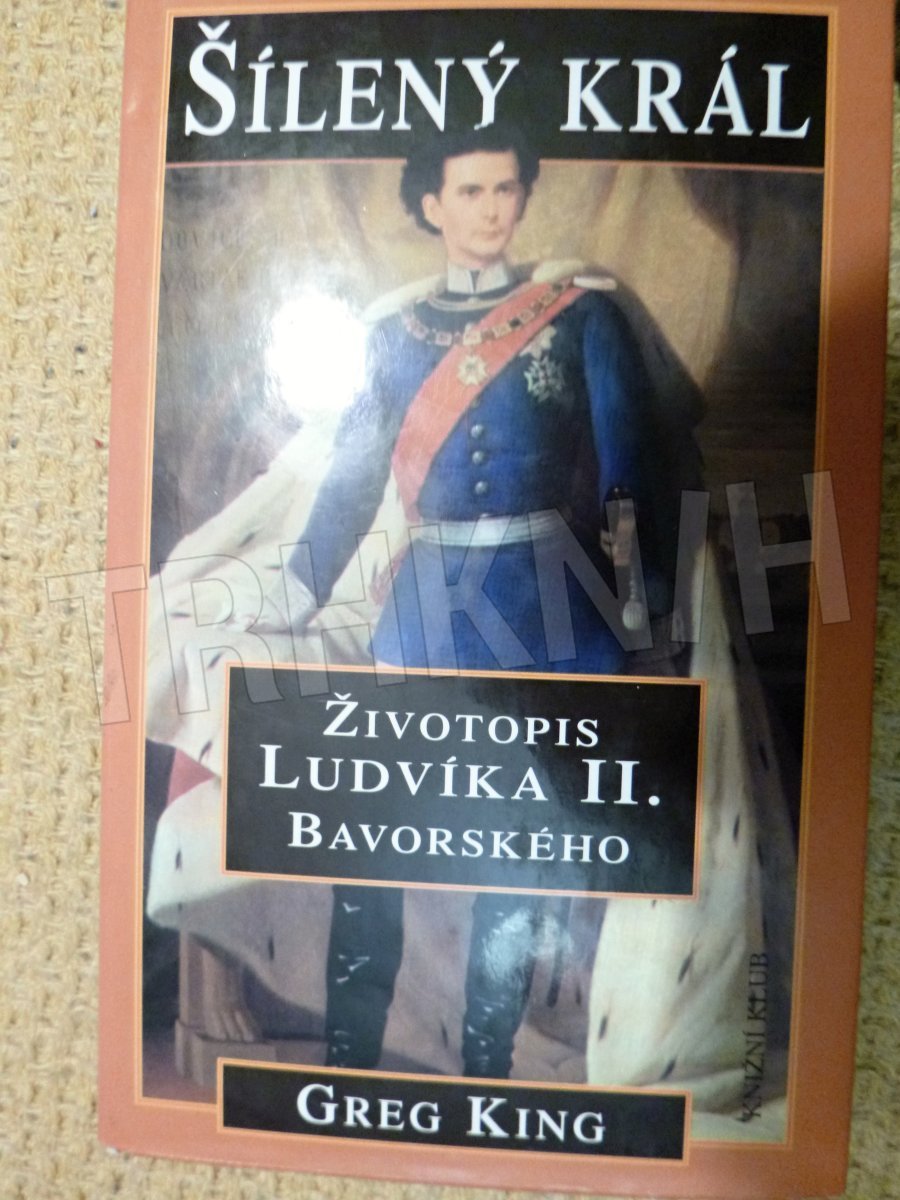 ŠÍLENÝ KRÁL
TRHKNIH
ŽIVOTOPIS
LUDVÍKA II.
BAVORSKÉHO
KNIŽNÍ KLUB
GREG KING